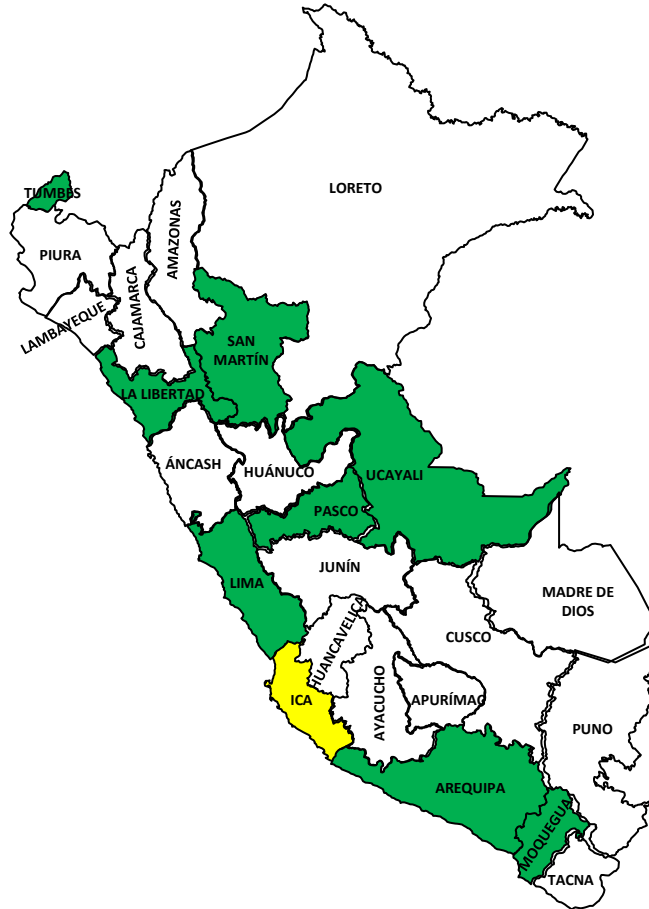 LORETO
TUMBES
AMAZONAS
PIURA
CAJAMARCA
LAMBAYEQUE
SAN
MARTÍN
LA LIBERTAD
ÁNCASH
HUÁNUCO
UCAYALI
PASCO
JUNÍN
LIMA
MADRE DE
DIOS
HUANCAVELICA
CUSCO
ICA
AYACUCHO
APURÍMAC
PUNO
AREQUIPA
MOQUEGUA
TACNA